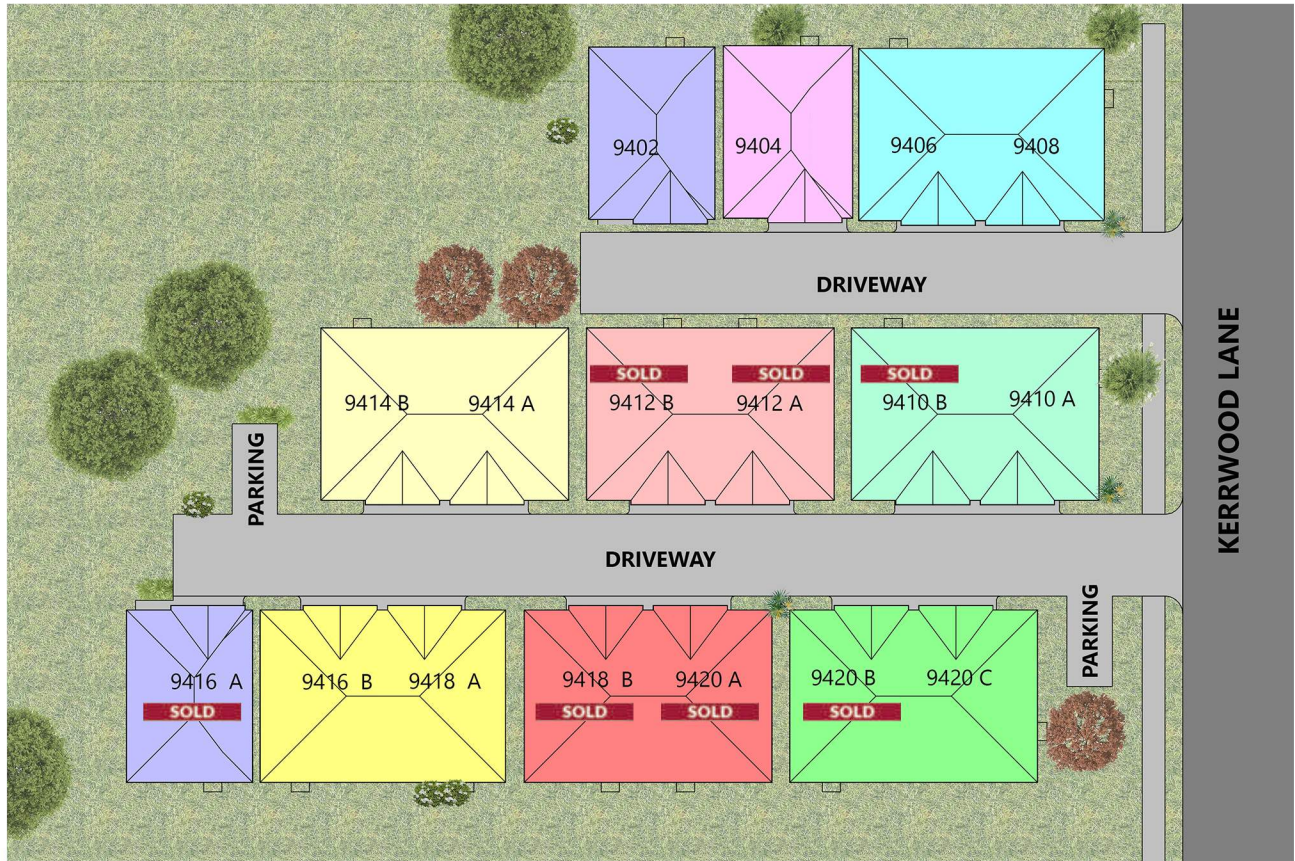 9402
9404
9406
9408
DRIVEWAY
KERRWOOD LANE
SOLD
SOLD
SOLD
9414 B
9414 A
9412 B
9412 A
9410 B
9410 A
PARKING
DRIVEWAY
PARKING
9416 A
9416 B
9418 A
9418 B
9420 A
9420 B
9420 C
SOLD
SOLD
SOLD
SOLD